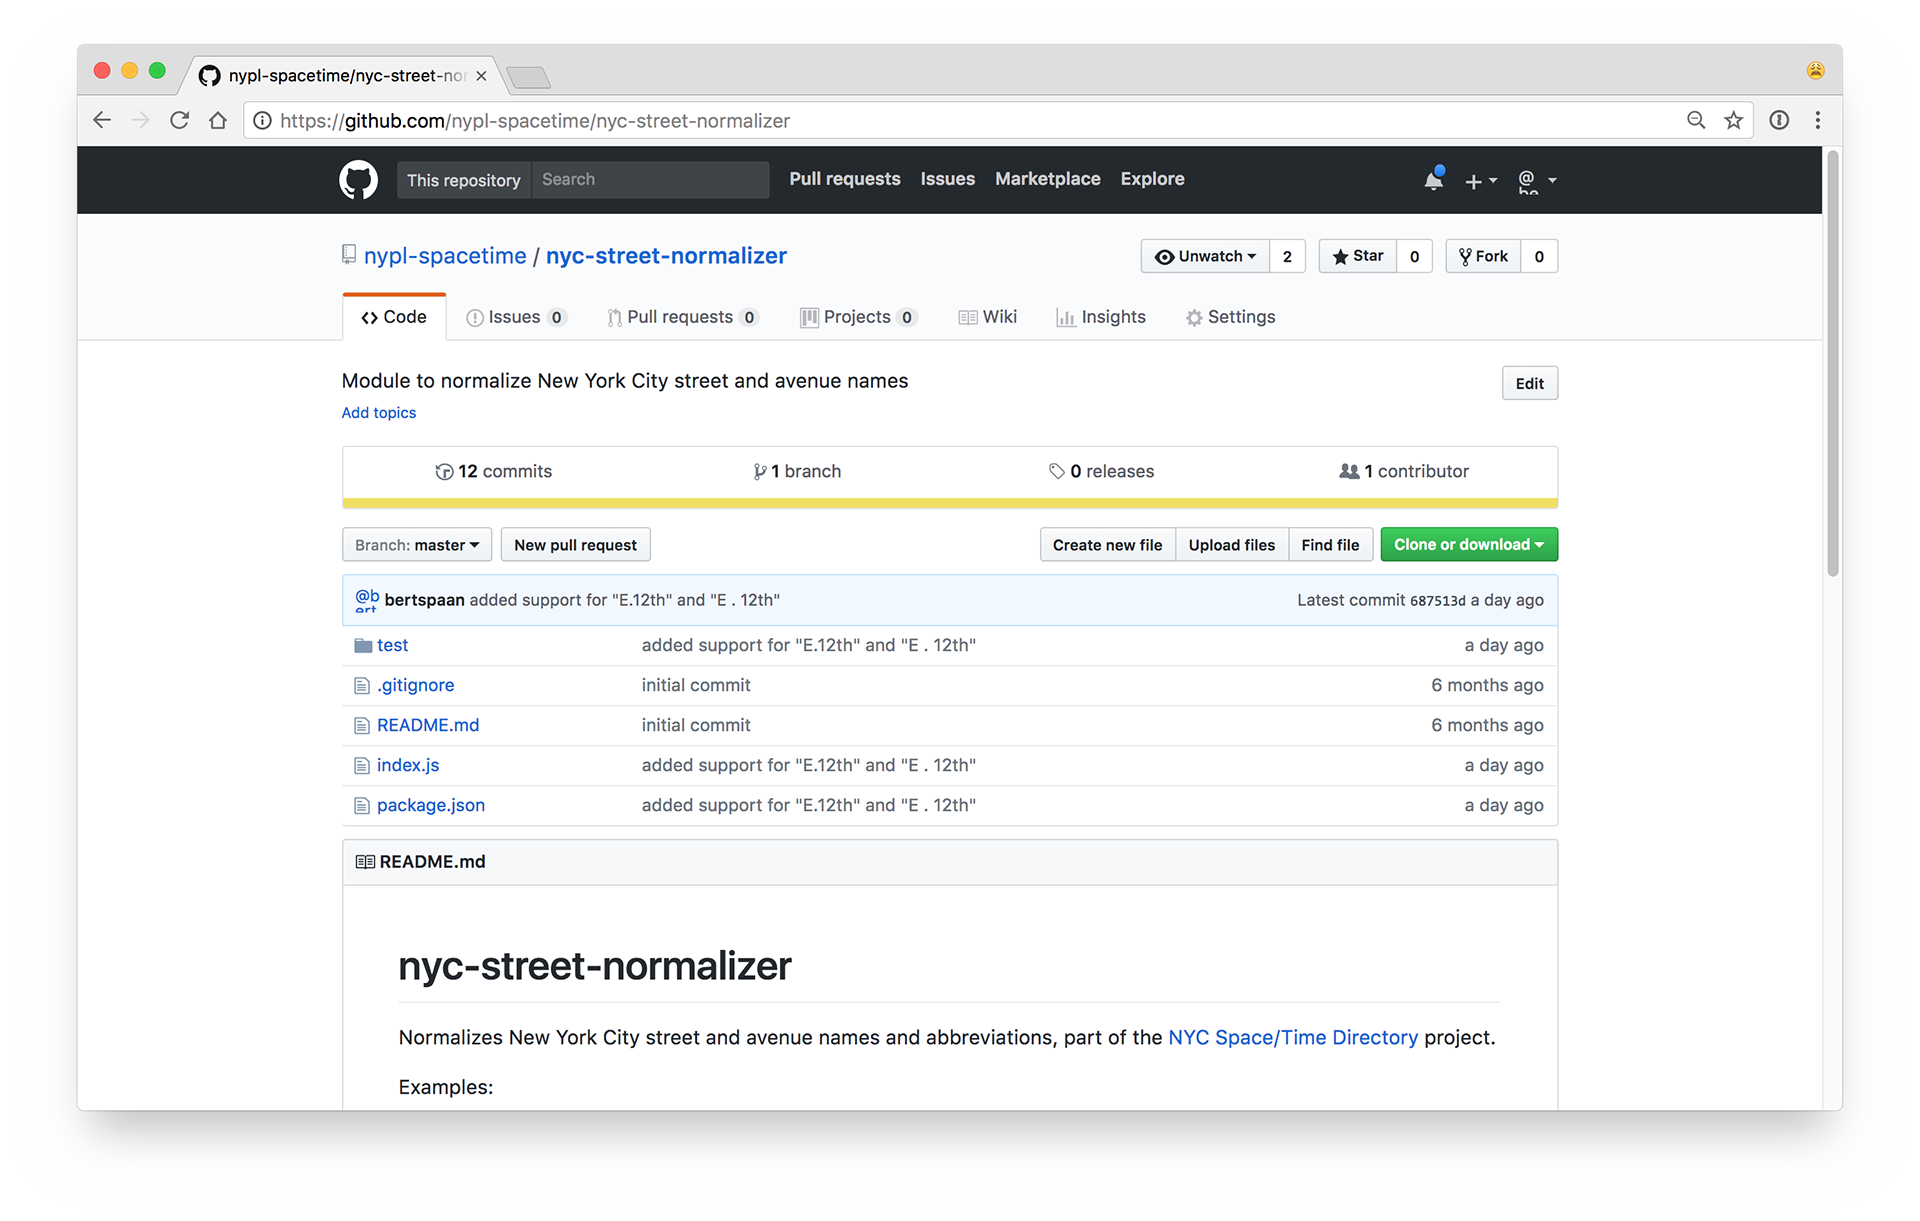 nypl-spacetime/nyc-street-nor
https://github.com/nypl-spacetime/nyc-street-normalizer
This repository Search Pull requests Issues Marketplace Explore
nypl-spacetime / nyc-street-normalizer Unwatch 2 Star 0 Fork 0
Code Issues 0 Pull requests 0 Projects 0 Wiki Insights Settings
Module to normalize New York City street and avenue names Edit
Add topics
12 commits 1 branch 0 releases 1 contributor
Branch: master New pull request Create new file Upload files Find file Clone or download
@bert bertspaan added support for "E.12th" and "E . 12th" Latest commit 687513d a day ago
test added support for "E.12th" and "E . 12th" a day ago
.gitignore initial commit 6 months ago
README.md initial commit 6 months ago
index.js added support for "E.12th" and "E . 12th" a day ago
package.json added support for "E.12th" and "E . 12th" a day ago
README.md
nyc-street-normalizer
Normalizes New York City street and avenue names and abbreviations, part of the NYC Space/Time Directory project.
Examples: